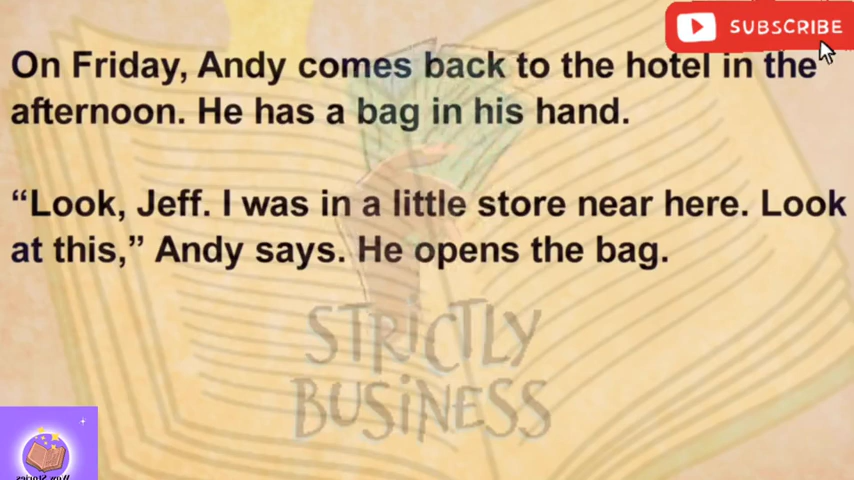 SUBSCRIBE
On Friday, Andy comes back to the hotel in the
afternoon. He has a bag in his hand.
“Look, Jeff. I was in a little store near here. Look
at this,” Andy says. He opens the bag.
STRICTLY
BUSINESS